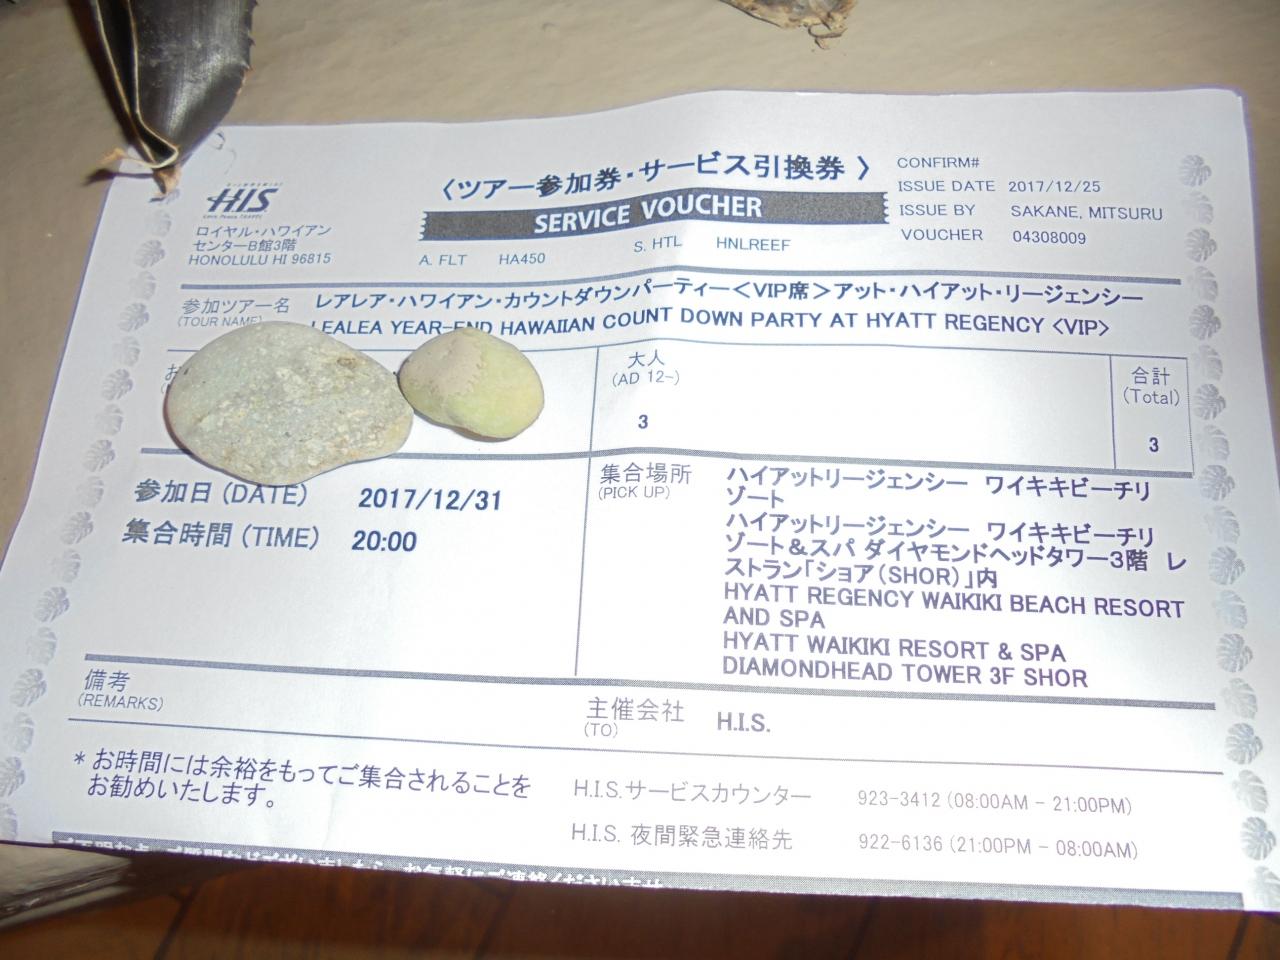 〈ツアー参加券・サービス引換券〉
SERVICE VOUCHER
HIS
ロイヤル・ハワイアン
センターB館3階
HONOLULU HI 96815
A. FLT HA450
S. HTL HNLREEF
CONFIRM#
ISSUE DATE 2017/12/25
ISSUE BY SAKANE, MITSURU
VOUCHER 04308009
参加ツアー名 レアレア・ハワイアン・カウントダウンパーティー<VIP席>アット・ハイアット・リージェンシー
(TOUR NAME) LEALEA YEAR-END HAWAIIAN COUNT DOWN PARTY AT HYATT REGENCY <VIP>
お
大人
(AD 12~)
3
合計
(Total)
3
参加日 (DATE) 2017/12/31
集合時間 (TIME) 20:00
集合場所
(PICK UP)
ハイアットリージェンシー ワイキキビーチリ
ゾート
ハイアットリージェンシー ワイキキビーチリ
ゾート&スパ ダイヤモンドヘッドタワー3階 レ
ストラン「ショア(SHOR)」内
HYATT REGENCY WAIKIKI BEACH RESORT
AND SPA
HYATT WAIKIKI RESORT & SPA
DIAMONDHEAD TOWER 3F SHOR
備考
(REMARKS)
主催会社 H.I.S.
(TO)
* お時間には余裕をもってご集合されることを
お勧めいたします。
H.I.S.サービスカウンター 923-3412 (08:00AM - 21:00PM)
H.I.S. 夜間緊急連絡先 922-6136 (21:00PM - 08:00AM)